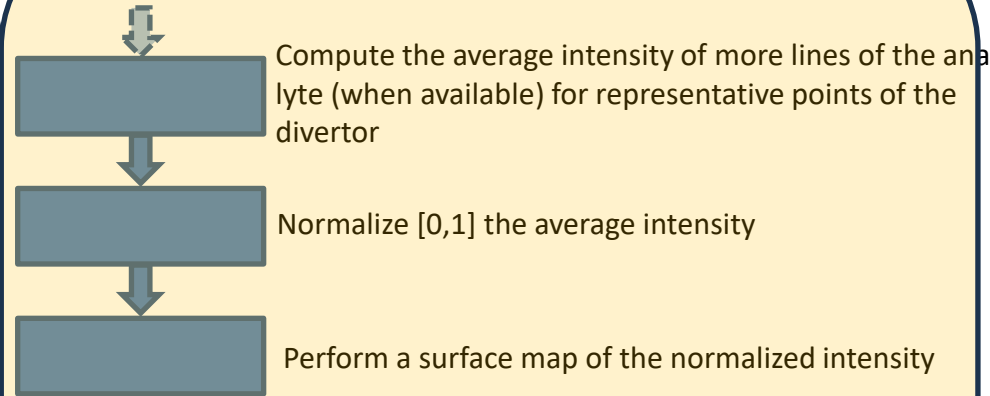 Compute the average intensity of more lines of the ana
lyte (when available) for representative points of the
divertor
Normalize [0,1] the average intensity
Perform a surface map of the normalized intensity